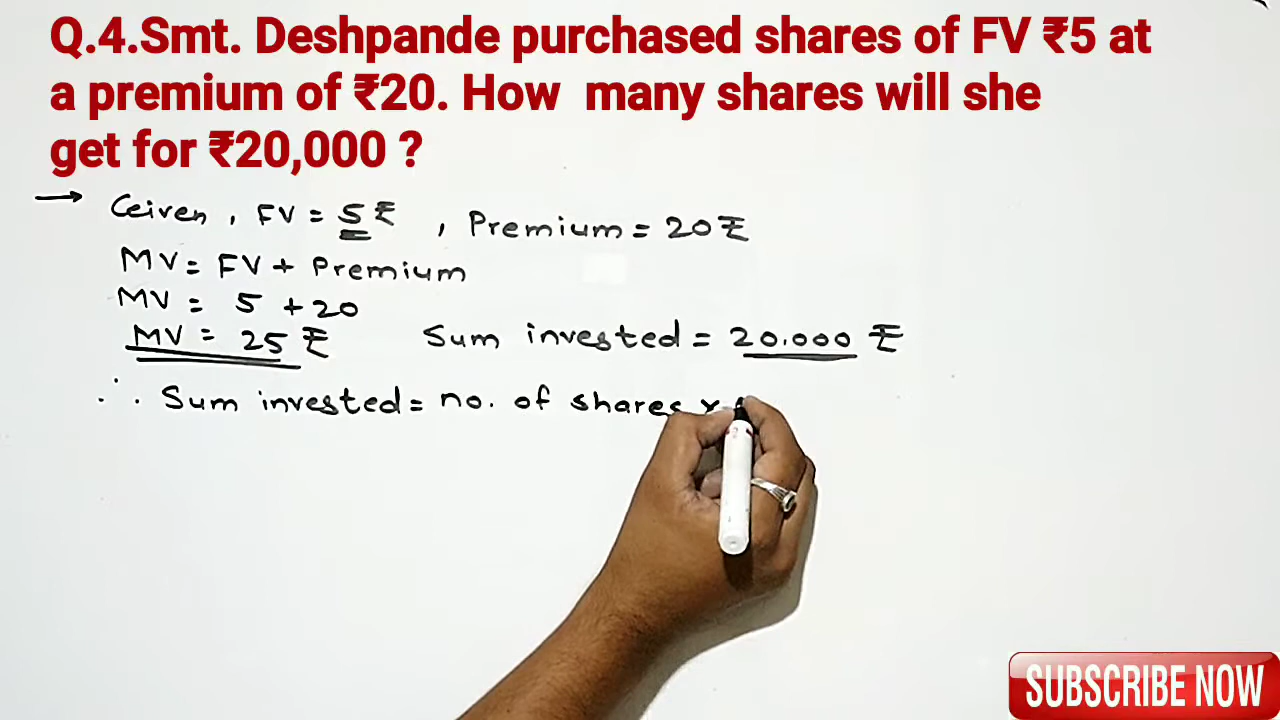 Q.4.Smt. Deshpande purchased shares of FV ₹5 at
a premium of ₹20. How many shares will she
get for ₹20,000 ?
→ Given, FV = 5 ₹ , Premium = 20 ₹
MV = FV + Premium
MV = 5 + 20
MV = 25 ₹ Sum invested = 20,000 ₹
∴ Sum invested = no. of shares ×
SUBSCRIBE NOW